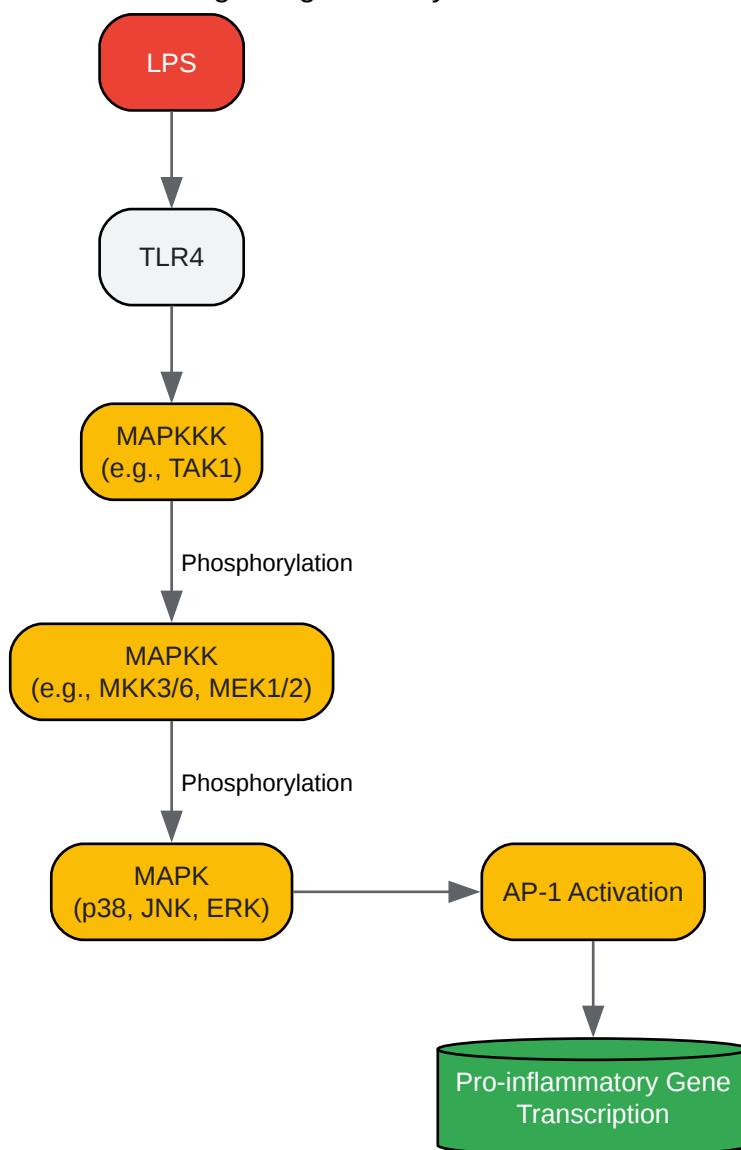 LPS
TLR4
MAPKKK
(e.g., TAK1)
Phosphorylation
MAPKK
(e.g., MKK3/6, MEK1/2)
Phosphorylation
MAPK
(p38, JNK, ERK)
AP-1 Activation
Pro-inflammatory Gene
Transcription